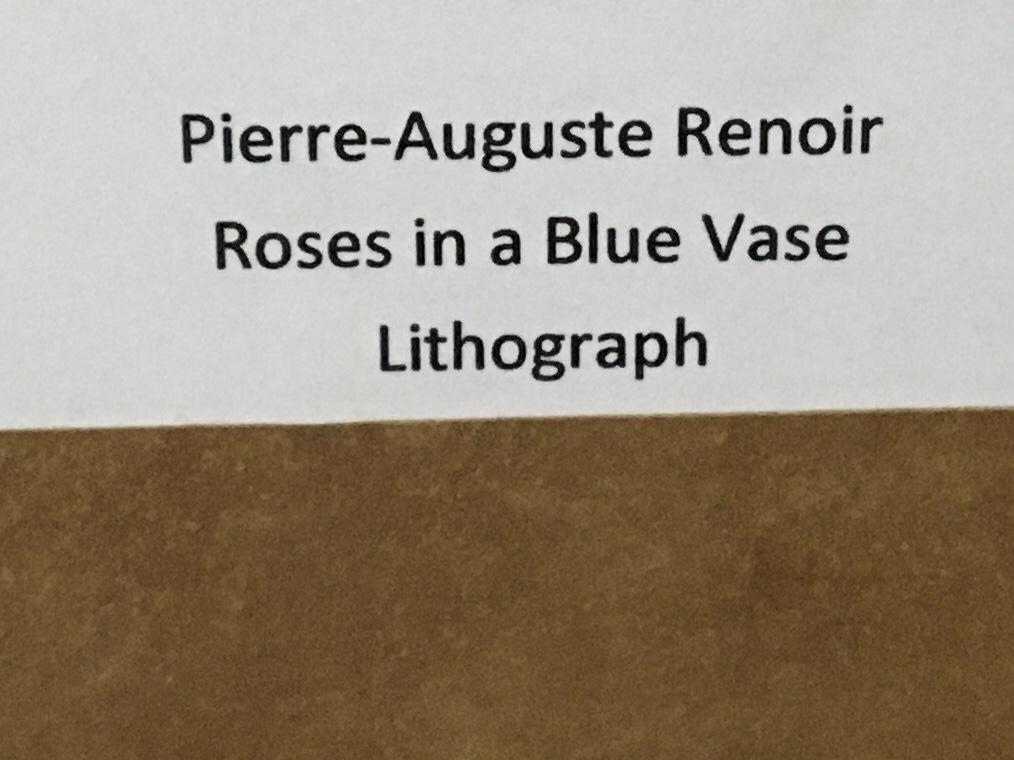 Pierre-Auguste Renoir
Roses in a Blue Vase
Lithograph